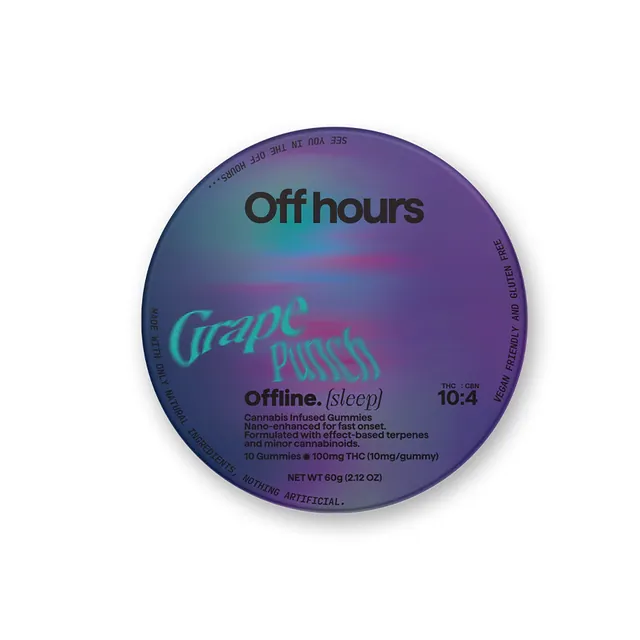 SEE YOU IN THE OFF HOURS...
Off hours
Grape
Punch
Offline. [sleep]
Cannabis Infused Gummies
Nano-enhanced for fast onset.
Formulated with effect-based terpenes
and minor cannabinoids.
10 Gummies ✺ 100mg THC (10mg/gummy)
NET WT 60g (2.12 OZ)
THC : CBN
10:4
VEGAN FRIENDLY AND GLUTEN FREE
MADE WITH ONLY NATURAL INGREDIENTS, NOTHING ARTIFICIAL.